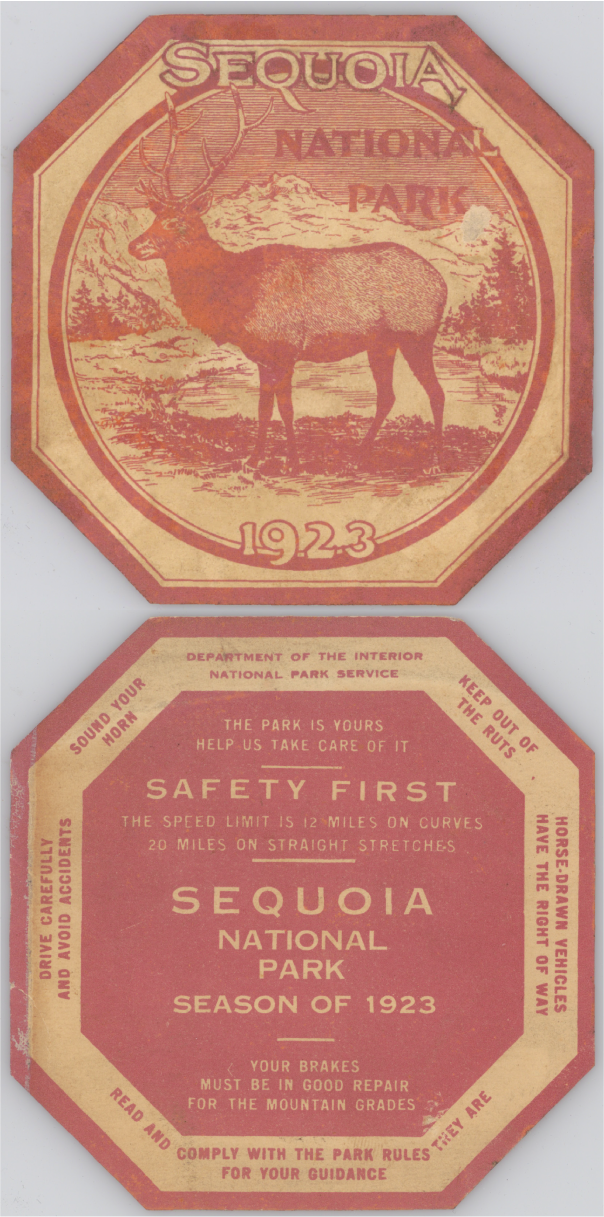 SEQUOIA
NATIONAL
PARK
1923
DEPARTMENT OF THE INTERIOR
NATIONAL PARK SERVICE
SOUND YOUR
HORN
KEEP OUT OF
THE RUTS
THE PARK IS YOURS
HELP US TAKE CARE OF IT
SAFETY FIRST
THE SPEED LIMIT IS 12 MILES ON CURVES
20 MILES ON STRAIGHT STRETCHES
DRIVE CAREFULLY
AND AVOID ACCIDENTS
HORSE-DRAWN VEHICLES
HAVE THE RIGHT OF WAY
SEQUOIA
NATIONAL
PARK
SEASON OF 1923
YOUR BRAKES
MUST BE IN GOOD REPAIR
FOR THE MOUNTAIN GRADES
READ AND
COMPLY WITH THE PARK RULES
THEY ARE
FOR YOUR GUIDANCE